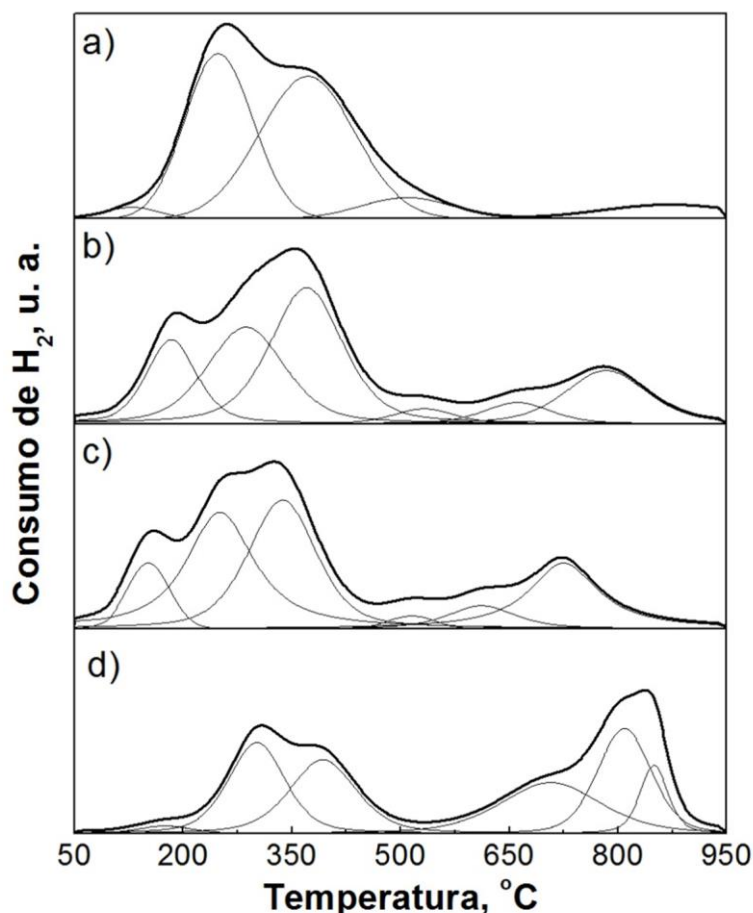 a)
b)
c)
d)
Consumo de H₂, u. a.
50 200 350 500 650 800 950
Temperatura, °C